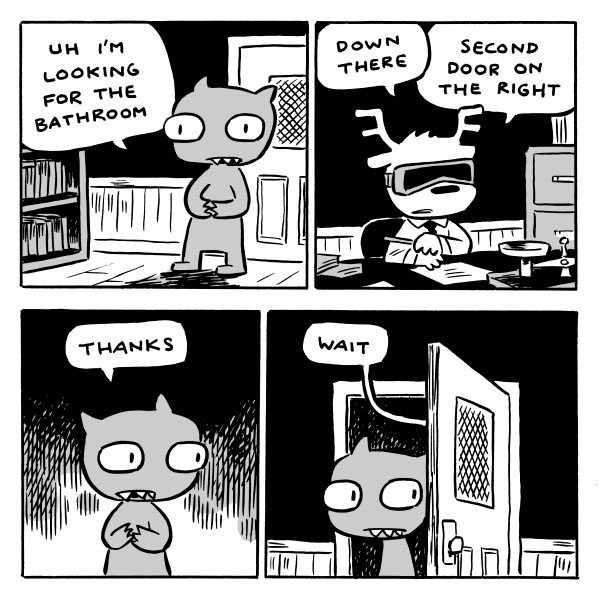 UH I'M
LOOKING
FOR THE
BATHROOM
DOWN
THERE
SECOND
DOOR ON
THE RIGHT
THANKS
WAIT